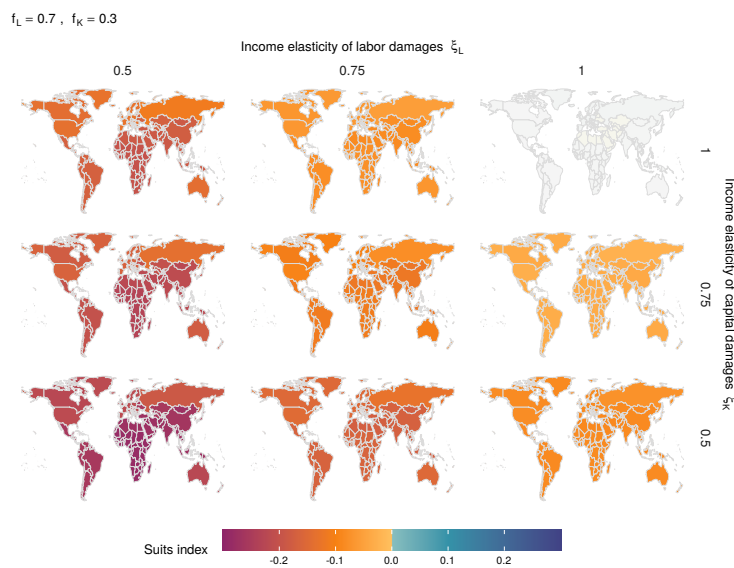 f_L = 0.7 , f_K = 0.3
Income elasticity of labor damages ξ_L
0.5 0.75 1
1
0.75
0.5
Income elasticity of capital damages ξ_K
Suits index
-0.2 -0.1 0.0 0.1 0.2